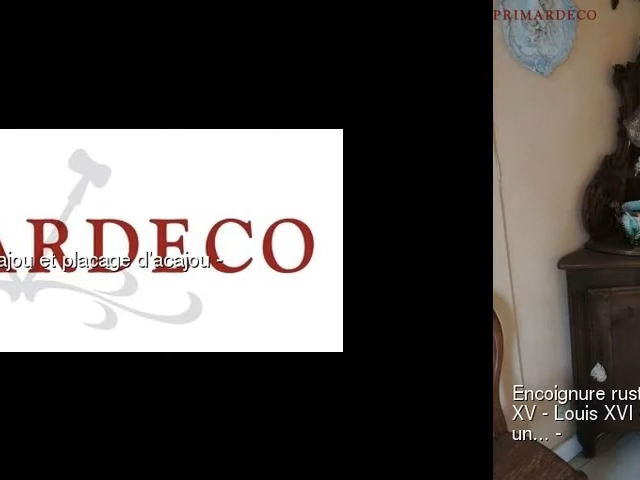 PRIMARDECO
ARDECO
ajou et placage d'acajou -
Encoignure rust
XV - Louis XVI
un... -